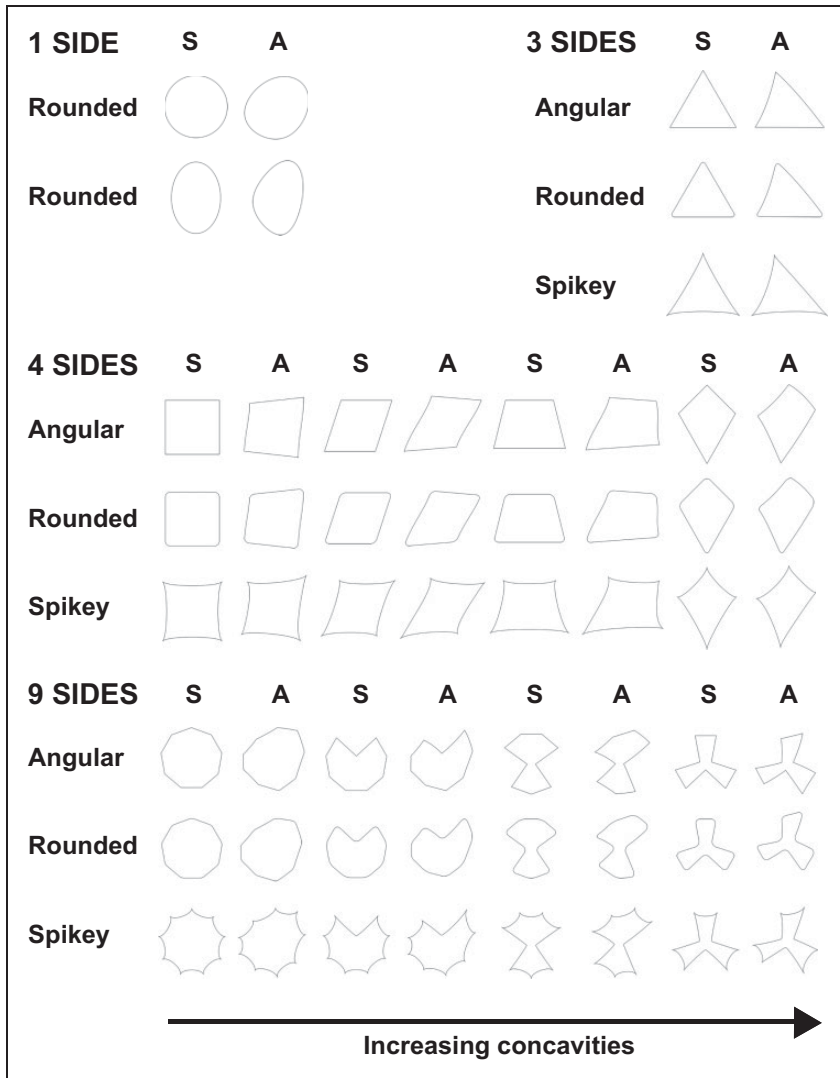 1 SIDE S A
Rounded
Rounded
3 SIDES S A
Angular
Rounded
Spikey
4 SIDES S A S A S A S A
Angular
Rounded
Spikey
9 SIDES S A S A S A S A
Angular
Rounded
Spikey
Increasing concavities